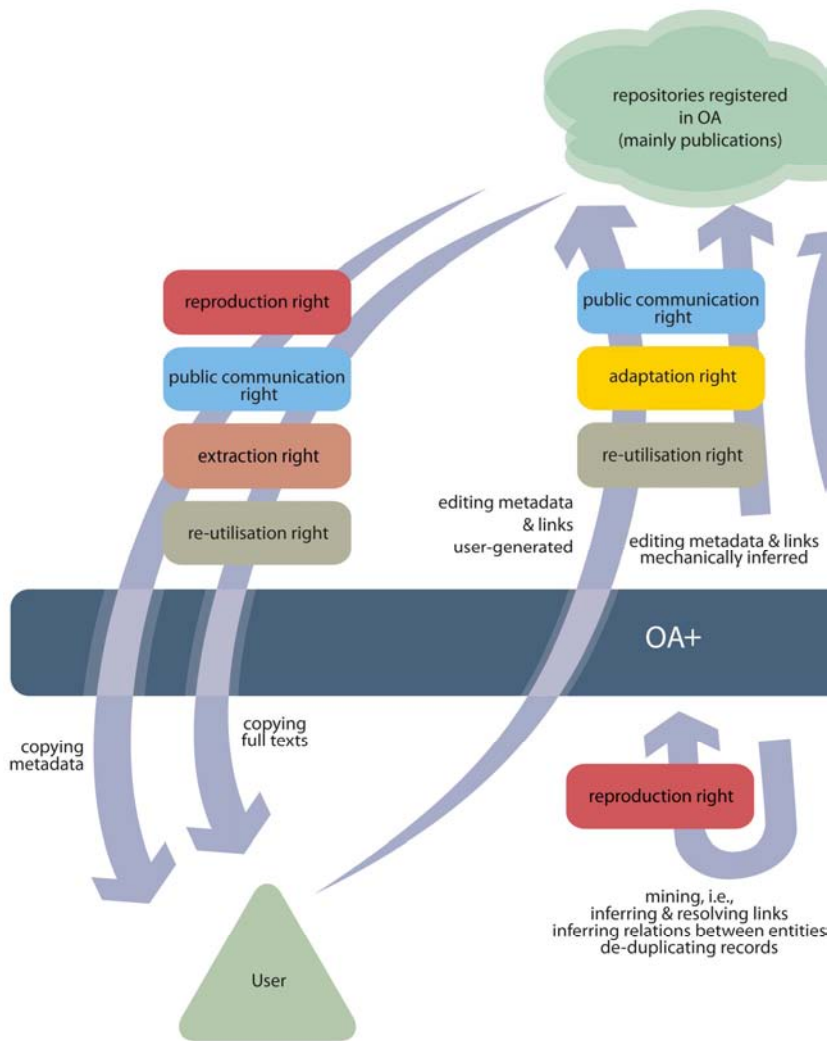 repositories registered
in OA
(mainly publications)
reproduction right
public communication
right
extraction right
re-utilisation right
public communication
right
adaptation right
re-utilisation right
editing metadata
& links
user-generated
editing metadata & links
mechanically inferred
OA+
copying
metadata
copying
full texts
reproduction right
mining, i.e.,
inferring & resolving links
inferring relations between entities
de-duplicating records
User